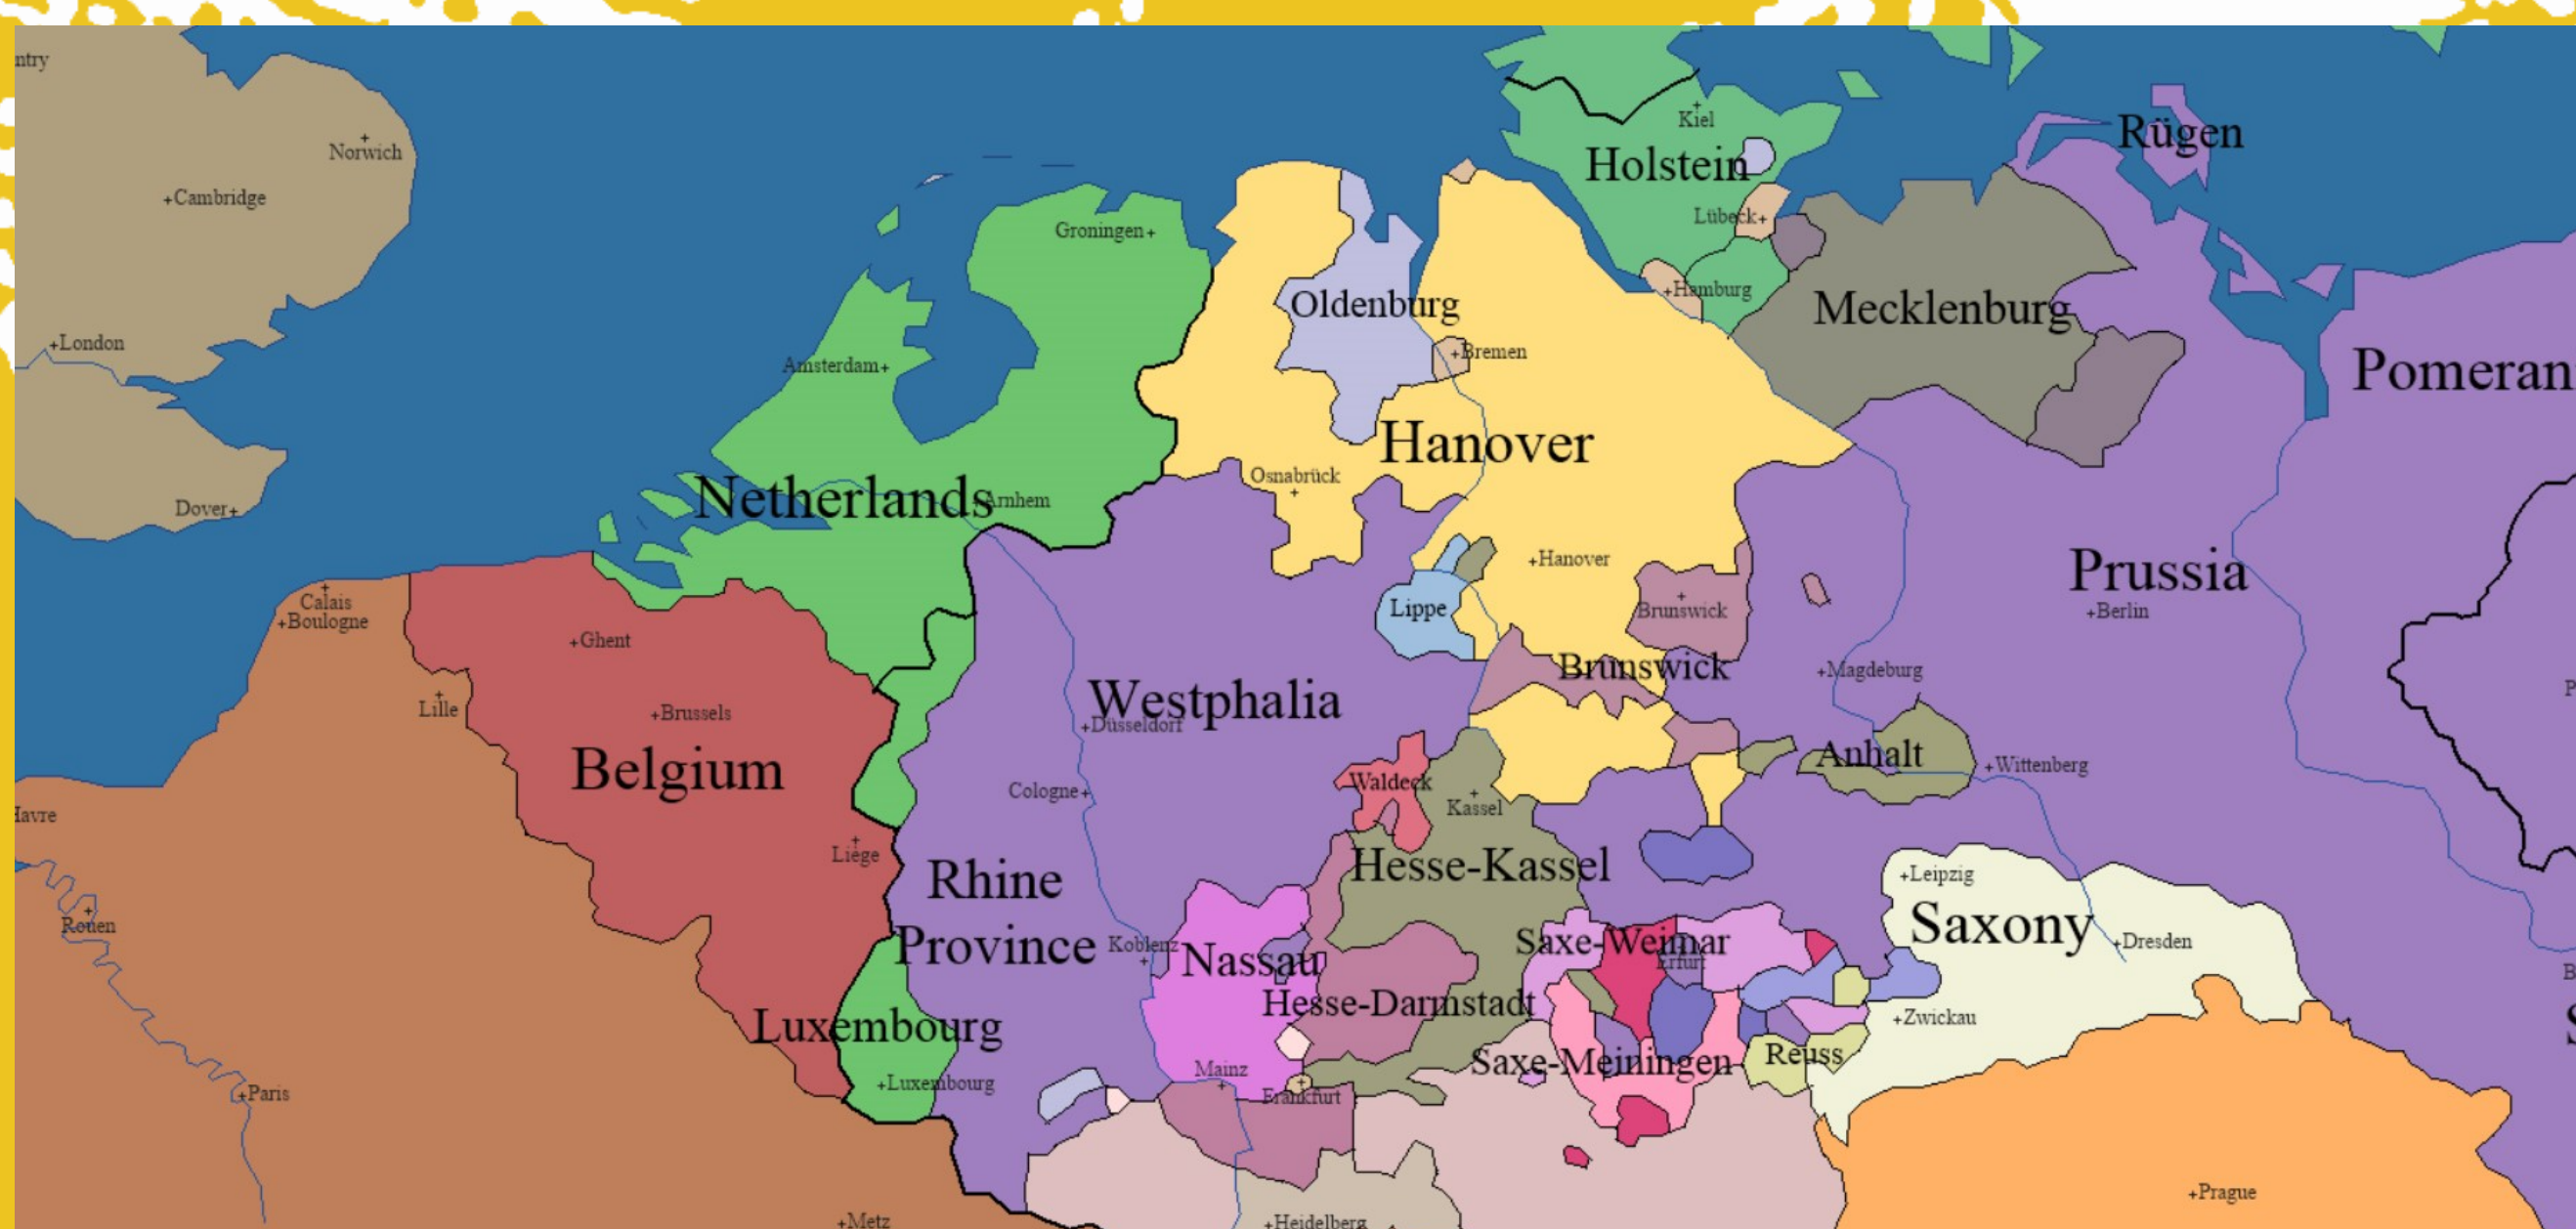 ntry
Norwich
+Cambridge
+London
Dover+
Calais
+Boulogne
Lille
Havre
Rouen
+Paris
+Metz
Groningen+
Amsterdam+
Netherlands
Arnhem
+Ghent
+Brussels
Belgium
Liège
Luxembourg
+Luxembourg
Rhine
Province
Westphalia
+Düsseldorf
Cologne+
Koblenz
Nassau
Mainz
Frankfurt
+Heidelberg
Oldenburg
+Bremen
Hanover
Osnabrück
+Hanover
Lippe
Brunswick
Brunswick
Waldeck
Kassel
Hesse-Kassel
Hesse-Darmstadt
Saxe-Weimar
Erfurt
Saxe-Meiningen
Reuss
Kiel
Holstein
Lübeck+
+Hamburg
Mecklenburg
Rügen
Pomeran
Prussia
+Berlin
+Magdeburg
Anhalt
+Wittenberg
+Leipzig
Saxony
+Dresden
+Zwickau
+Prague
P
B
S